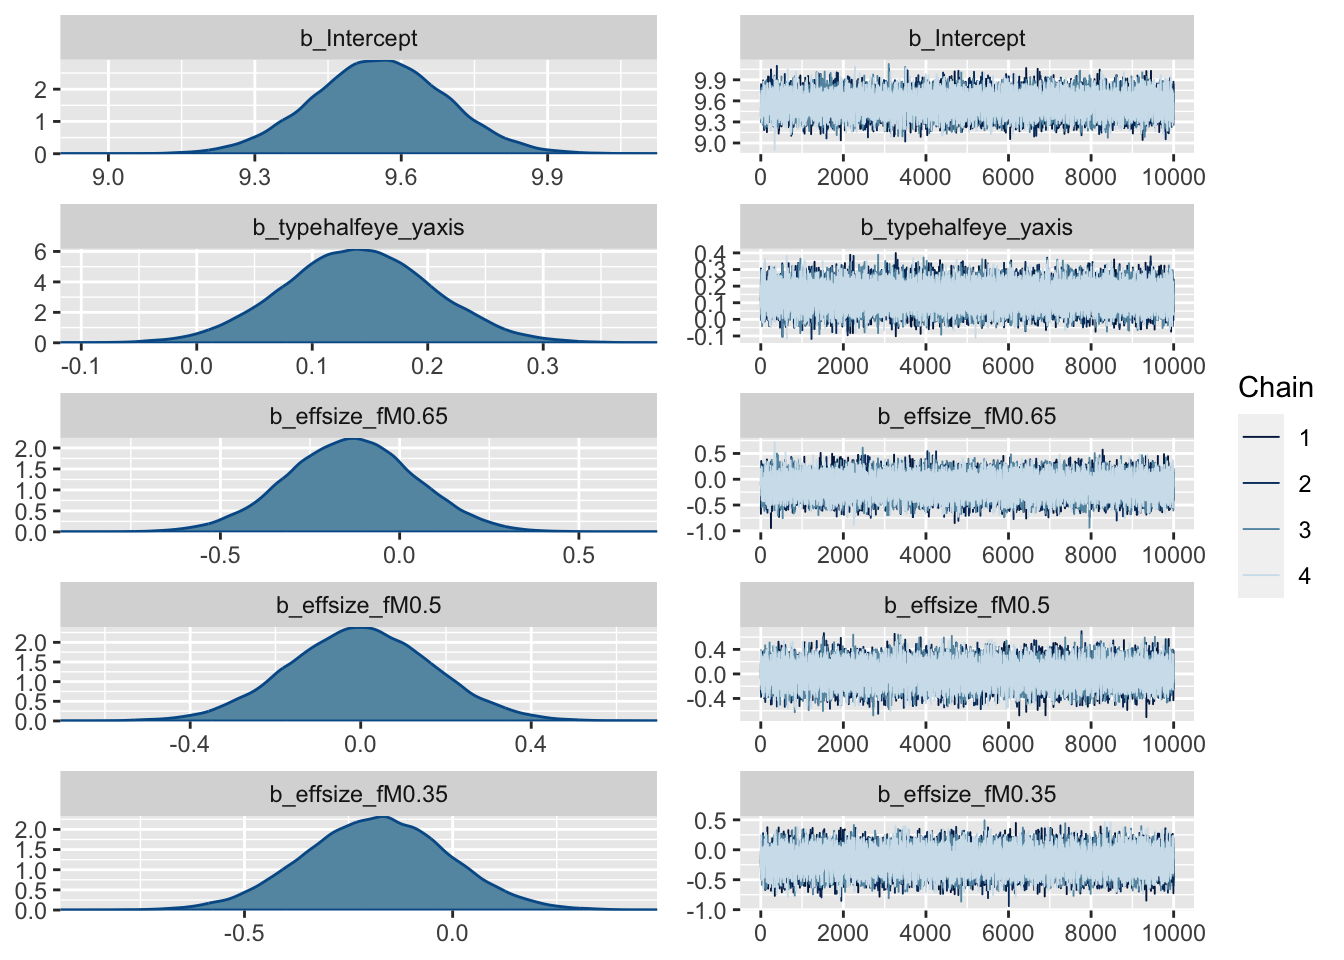 b_Intercept
2
1
0
9.0 9.3 9.6 9.9
b_Intercept
9.9
9.6
9.3
9.0
0 2000 4000 6000 8000 10000
b_typehalfeye_yaxis
6
4
2
0
-0.1 0.0 0.1 0.2 0.3
b_typehalfeye_yaxis
0.4
0.3
0.2
0.1
0.0
-0.1
0 2000 4000 6000 8000 10000
b_effsize_fM0.65
2.0
1.5
1.0
0.5
0.0
-0.5 0.0 0.5
b_effsize_fM0.65
0.5
0.0
-0.5
-1.0
0 2000 4000 6000 8000 10000
b_effsize_fM0.5
2.0
1.5
1.0
0.5
0.0
-0.4 0.0 0.4
b_effsize_fM0.5
0.4
0.0
-0.4
0 2000 4000 6000 8000 10000
b_effsize_fM0.35
2.0
1.5
1.0
0.5
0.0
-0.5 0.0
b_effsize_fM0.35
0.5
0.0
-0.5
-1.0
0 2000 4000 6000 8000 10000
Chain
1
2
3
4